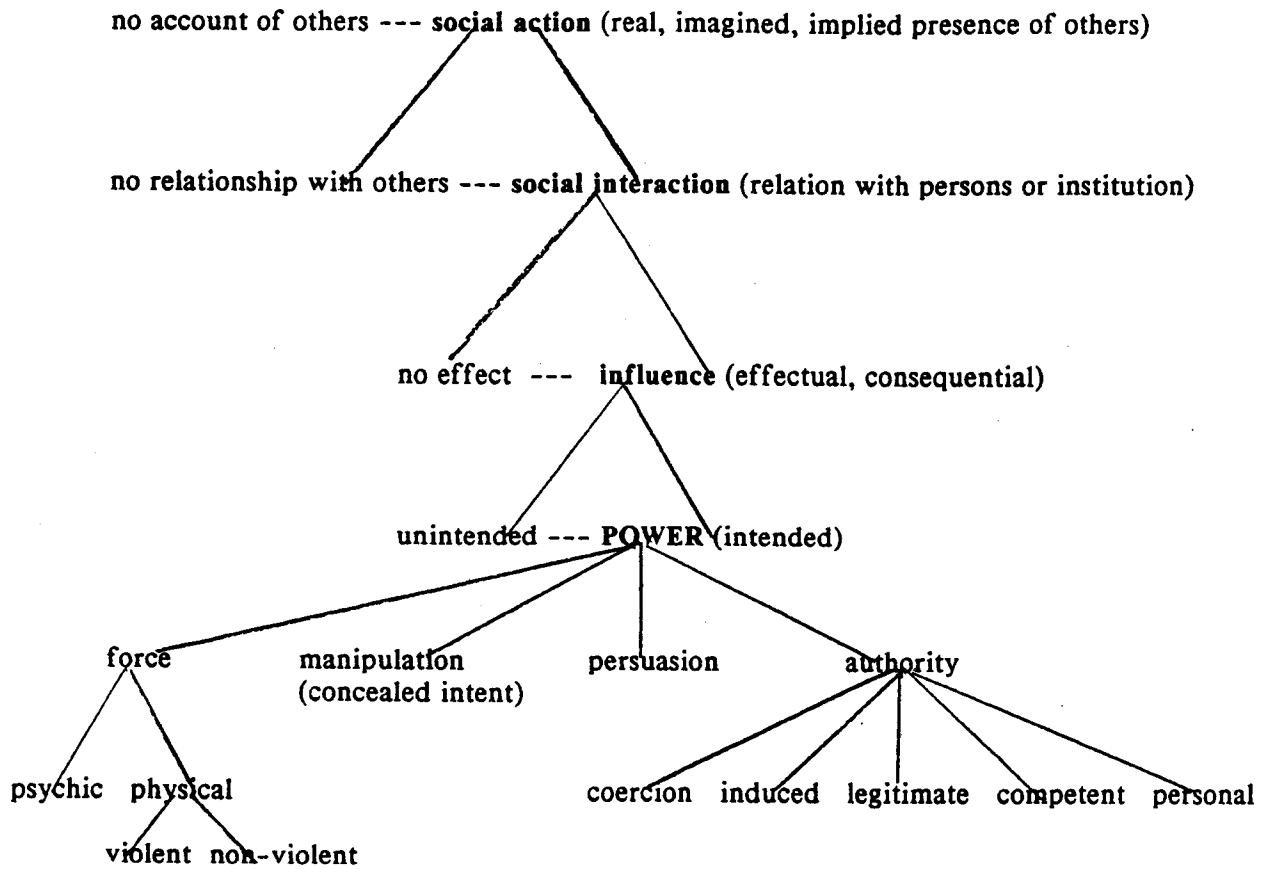 no account of others --- social action (real, imagined, implied presence of others)
no relationship with others --- social interaction (relation with persons or institution)
no effect --- influence (effectual, consequential)
unintended --- POWER (intended)
force manipulation persuasion authority
(concealed intent)
psychic physical coercion induced legitimate competent personal
violent non-violent